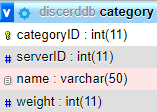 discerddb category
categoryID : int(11)
# serverID : int(11)
name : varchar(50)
# weight : int(11)